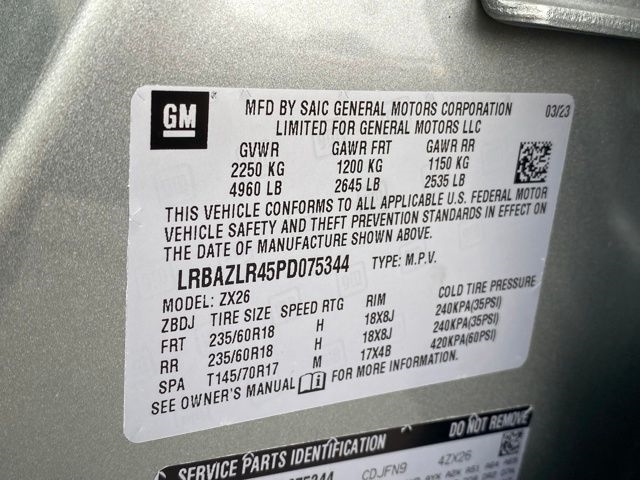 GM
MFD BY SAIC GENERAL MOTORS CORPORATION 03/23
LIMITED FOR GENERAL MOTORS LLC
GVWR GAWR FRT GAWR RR
2250 KG 1200 KG 1150 KG
4960 LB 2645 LB 2535 LB
THIS VEHICLE CONFORMS TO ALL APPLICABLE U.S. FEDERAL MOTOR
VEHICLE SAFETY AND THEFT PREVENTION STANDARDS IN EFFECT ON
THE DATE OF MANUFACTURE SHOWN ABOVE.
LRBAZLR45PD075344 TYPE: M.P.V.
MODEL: ZX26
ZBDJ TIRE SIZE SPEED RTG RIM COLD TIRE PRESSURE
FRT 235/60R18 H 18X8J 240KPA(35PSI)
RR 235/60R18 H 18X8J 240KPA(35PSI)
SPA T145/70R17 M 17X4B 420KPA(60PSI)
SEE OWNER'S MANUAL FOR MORE INFORMATION.
SERVICE PARTS IDENTIFICATION DO NOT REMOVE
CDJFN9 4ZX26